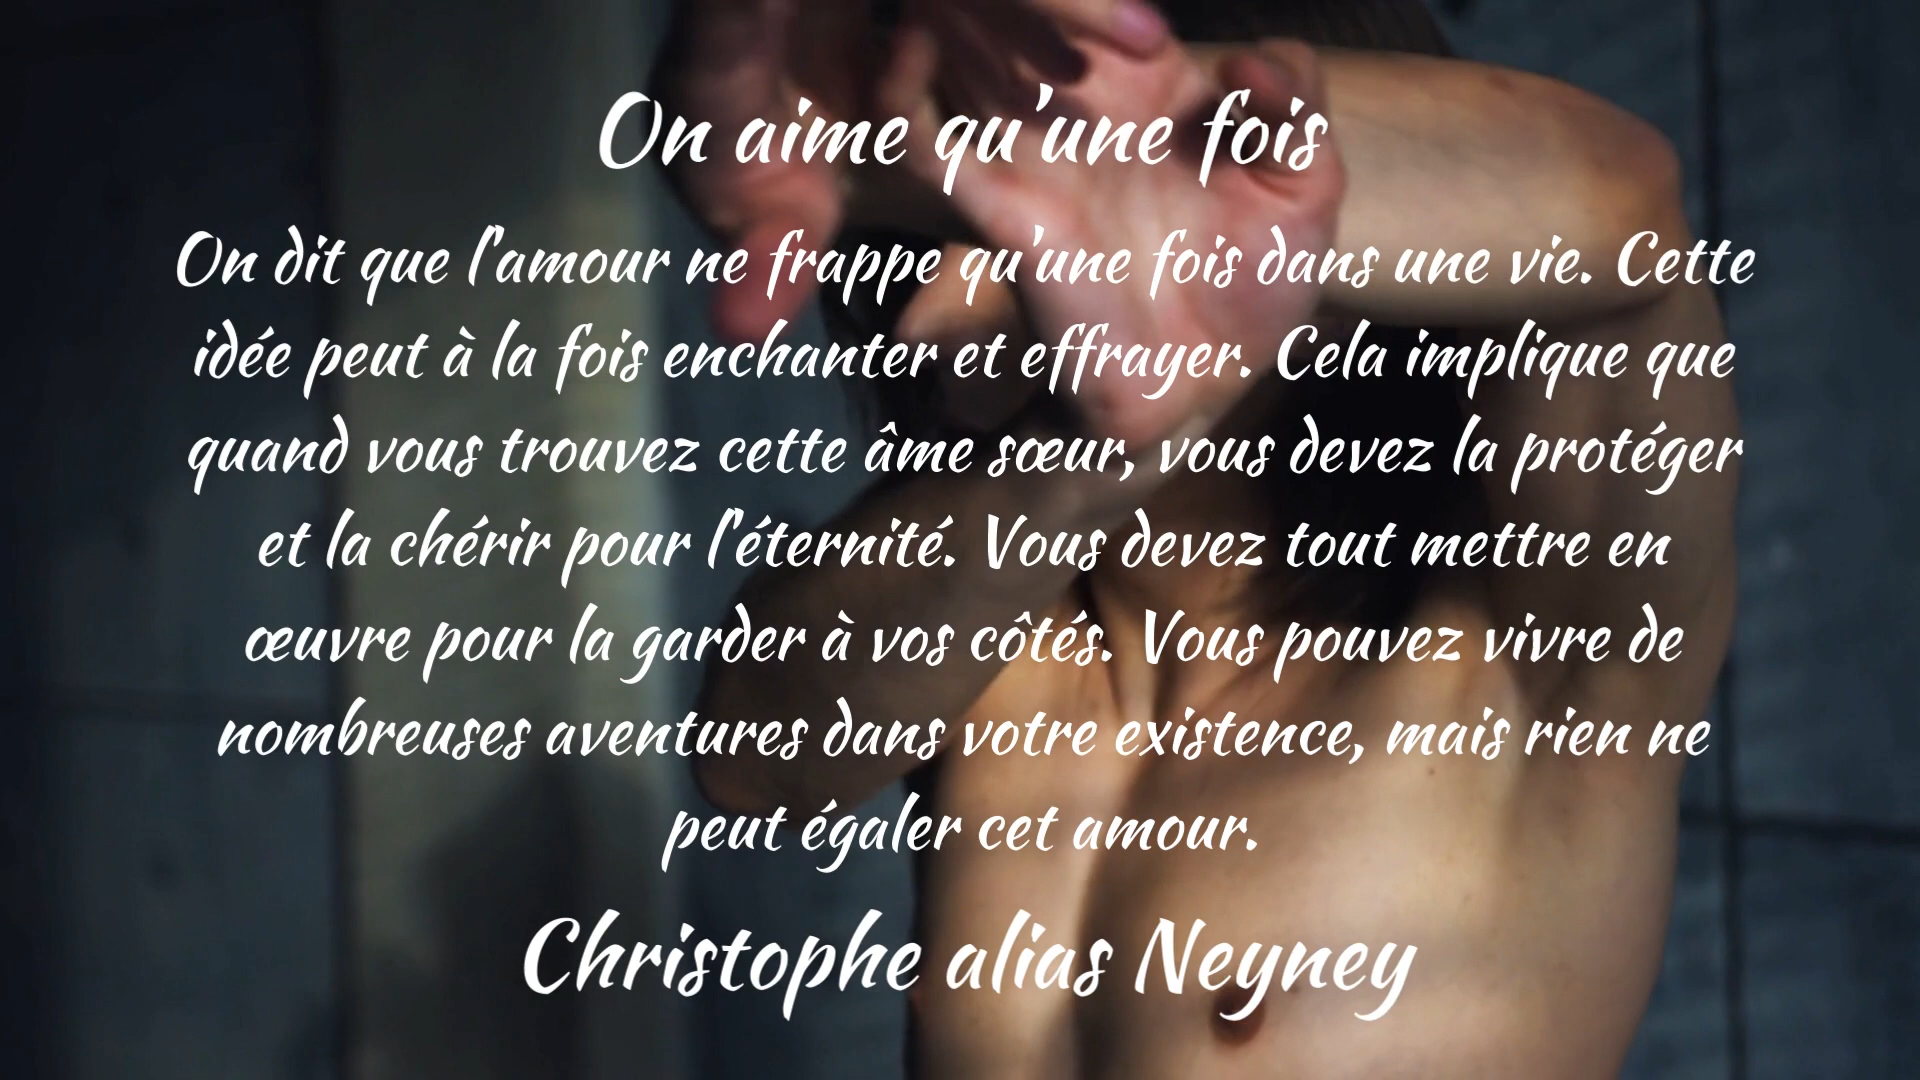 On aime qu'une fois
On dit que l'amour ne frappe qu'une fois dans une vie. Cette
idée peut à la fois enchanter et effrayer. Cela implique que
quand vous trouvez cette âme sœur, vous devez la protéger
et la chérir pour l'éternité. Vous devez tout mettre en
œuvre pour la garder à vos côtés. Vous pouvez vivre de
nombreuses aventures dans votre existence, mais rien ne
peut égaler cet amour.
Christophe alias Neyney